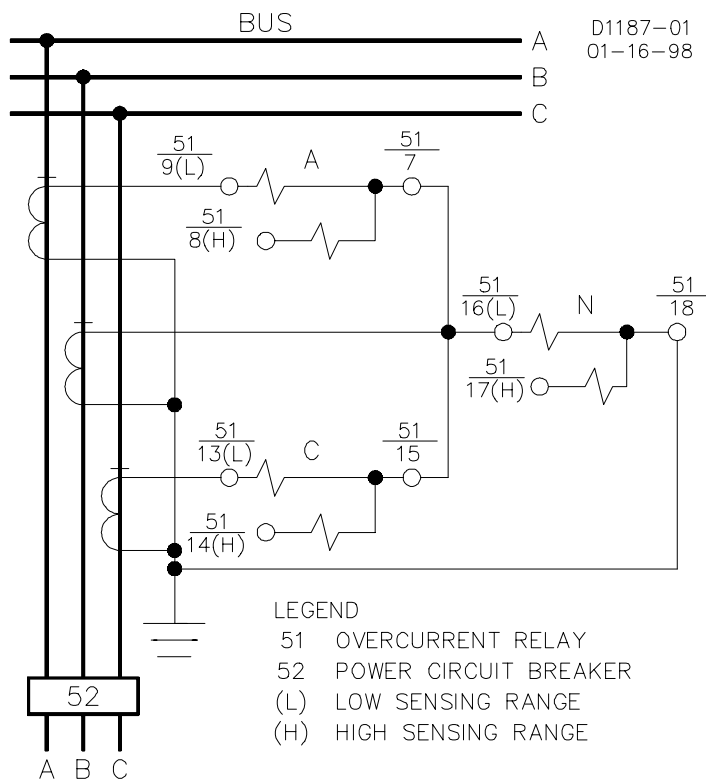 BUS
D1187-01
01-16-98
A
B
C
51
9(L)
A
51
7
51
8(H)
51
16(L)
N
51
18
51
17(H)
51
13(L)
C
51
15
51
14(H)
LEGEND
51 OVERCURRENT RELAY
52 POWER CIRCUIT BREAKER
(L) LOW SENSING RANGE
(H) HIGH SENSING RANGE
52
A B C